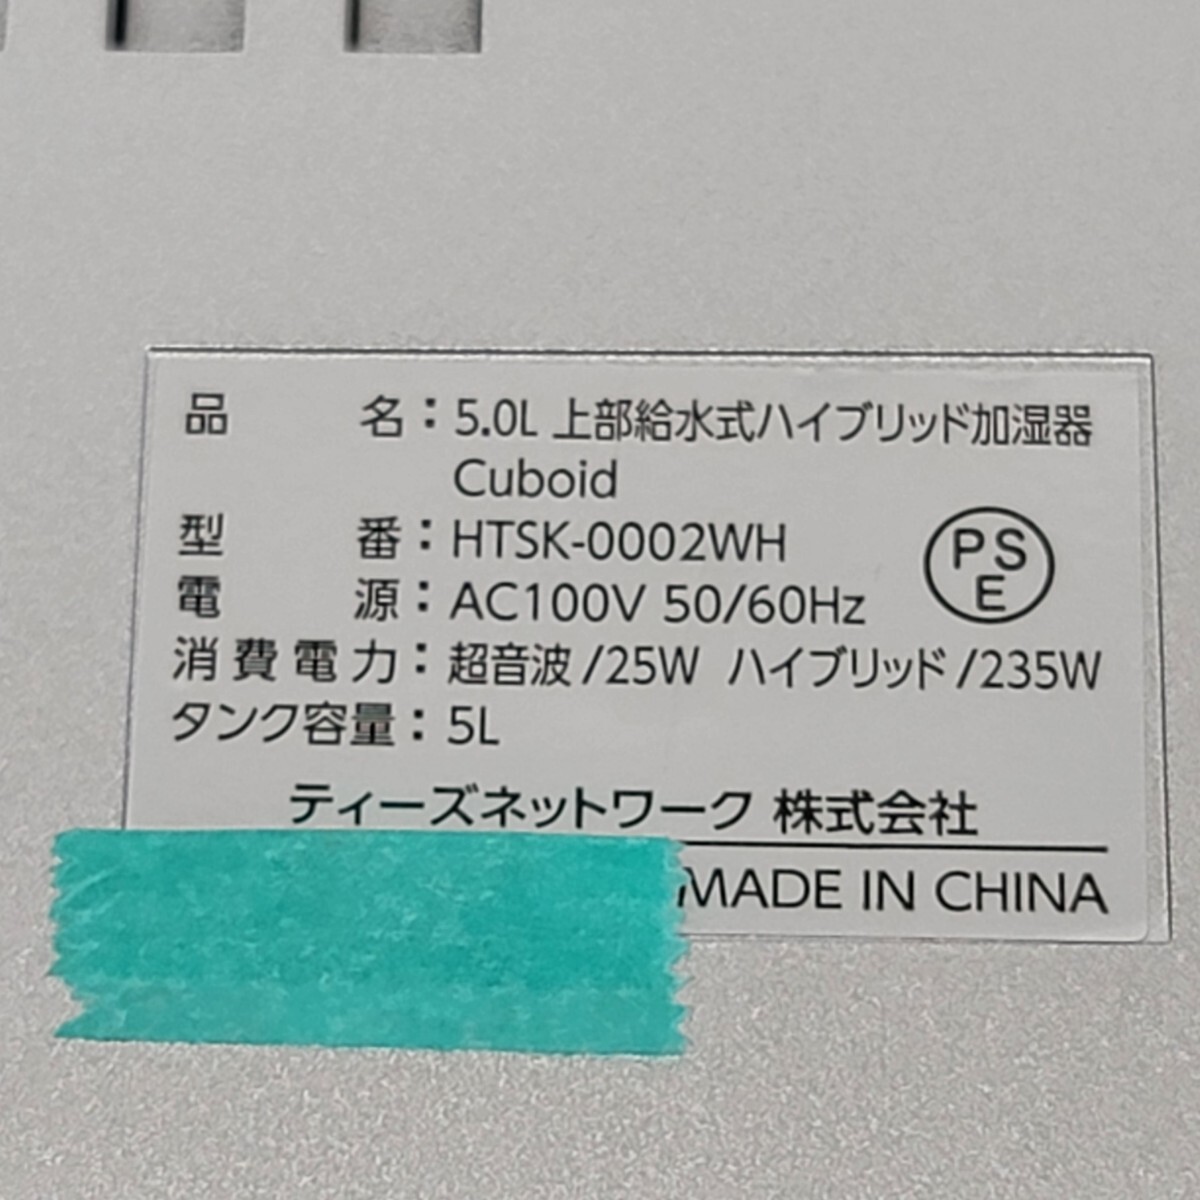 品名：5.0L 上部給水式ハイブリッド加湿器
Cuboid
型番：HTSK-0002WH
電源：AC100V 50/60Hz
PS
E
消費電力：超音波/25W ハイブリッド/235W
タンク容量：5L
ティーズネットワーク 株式会社
MADE IN CHINA